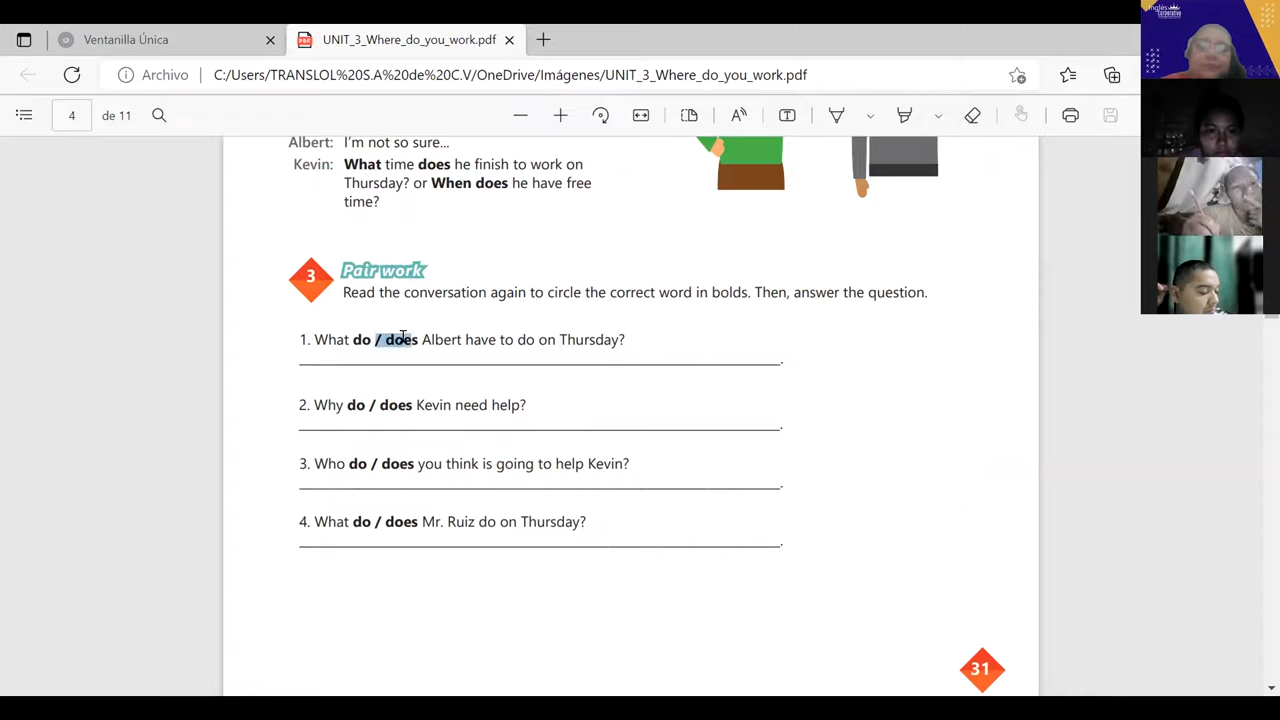 Ventanilla Única
UNIT_3_Where_do_you_work.pdf
Archivo
C:/Users/TRANSLOL%20S.A%20de%20C.V/OneDrive/Imágenes/UNIT_3_Where_do_you_work.pdf
4 de 11
Albert: I'm not so sure...
Kevin: What time does he finish to work on
Thursday? or When does he have free
time?
3 Pair work
Read the conversation again to circle the correct word in bolds. Then, answer the question.
1. What do / does Albert have to do on Thursday?
2. Why do / does Kevin need help?
3. Who do / does you think is going to help Kevin?
4. What do / does Mr. Ruiz do on Thursday?
31
Inglés
Corporativo